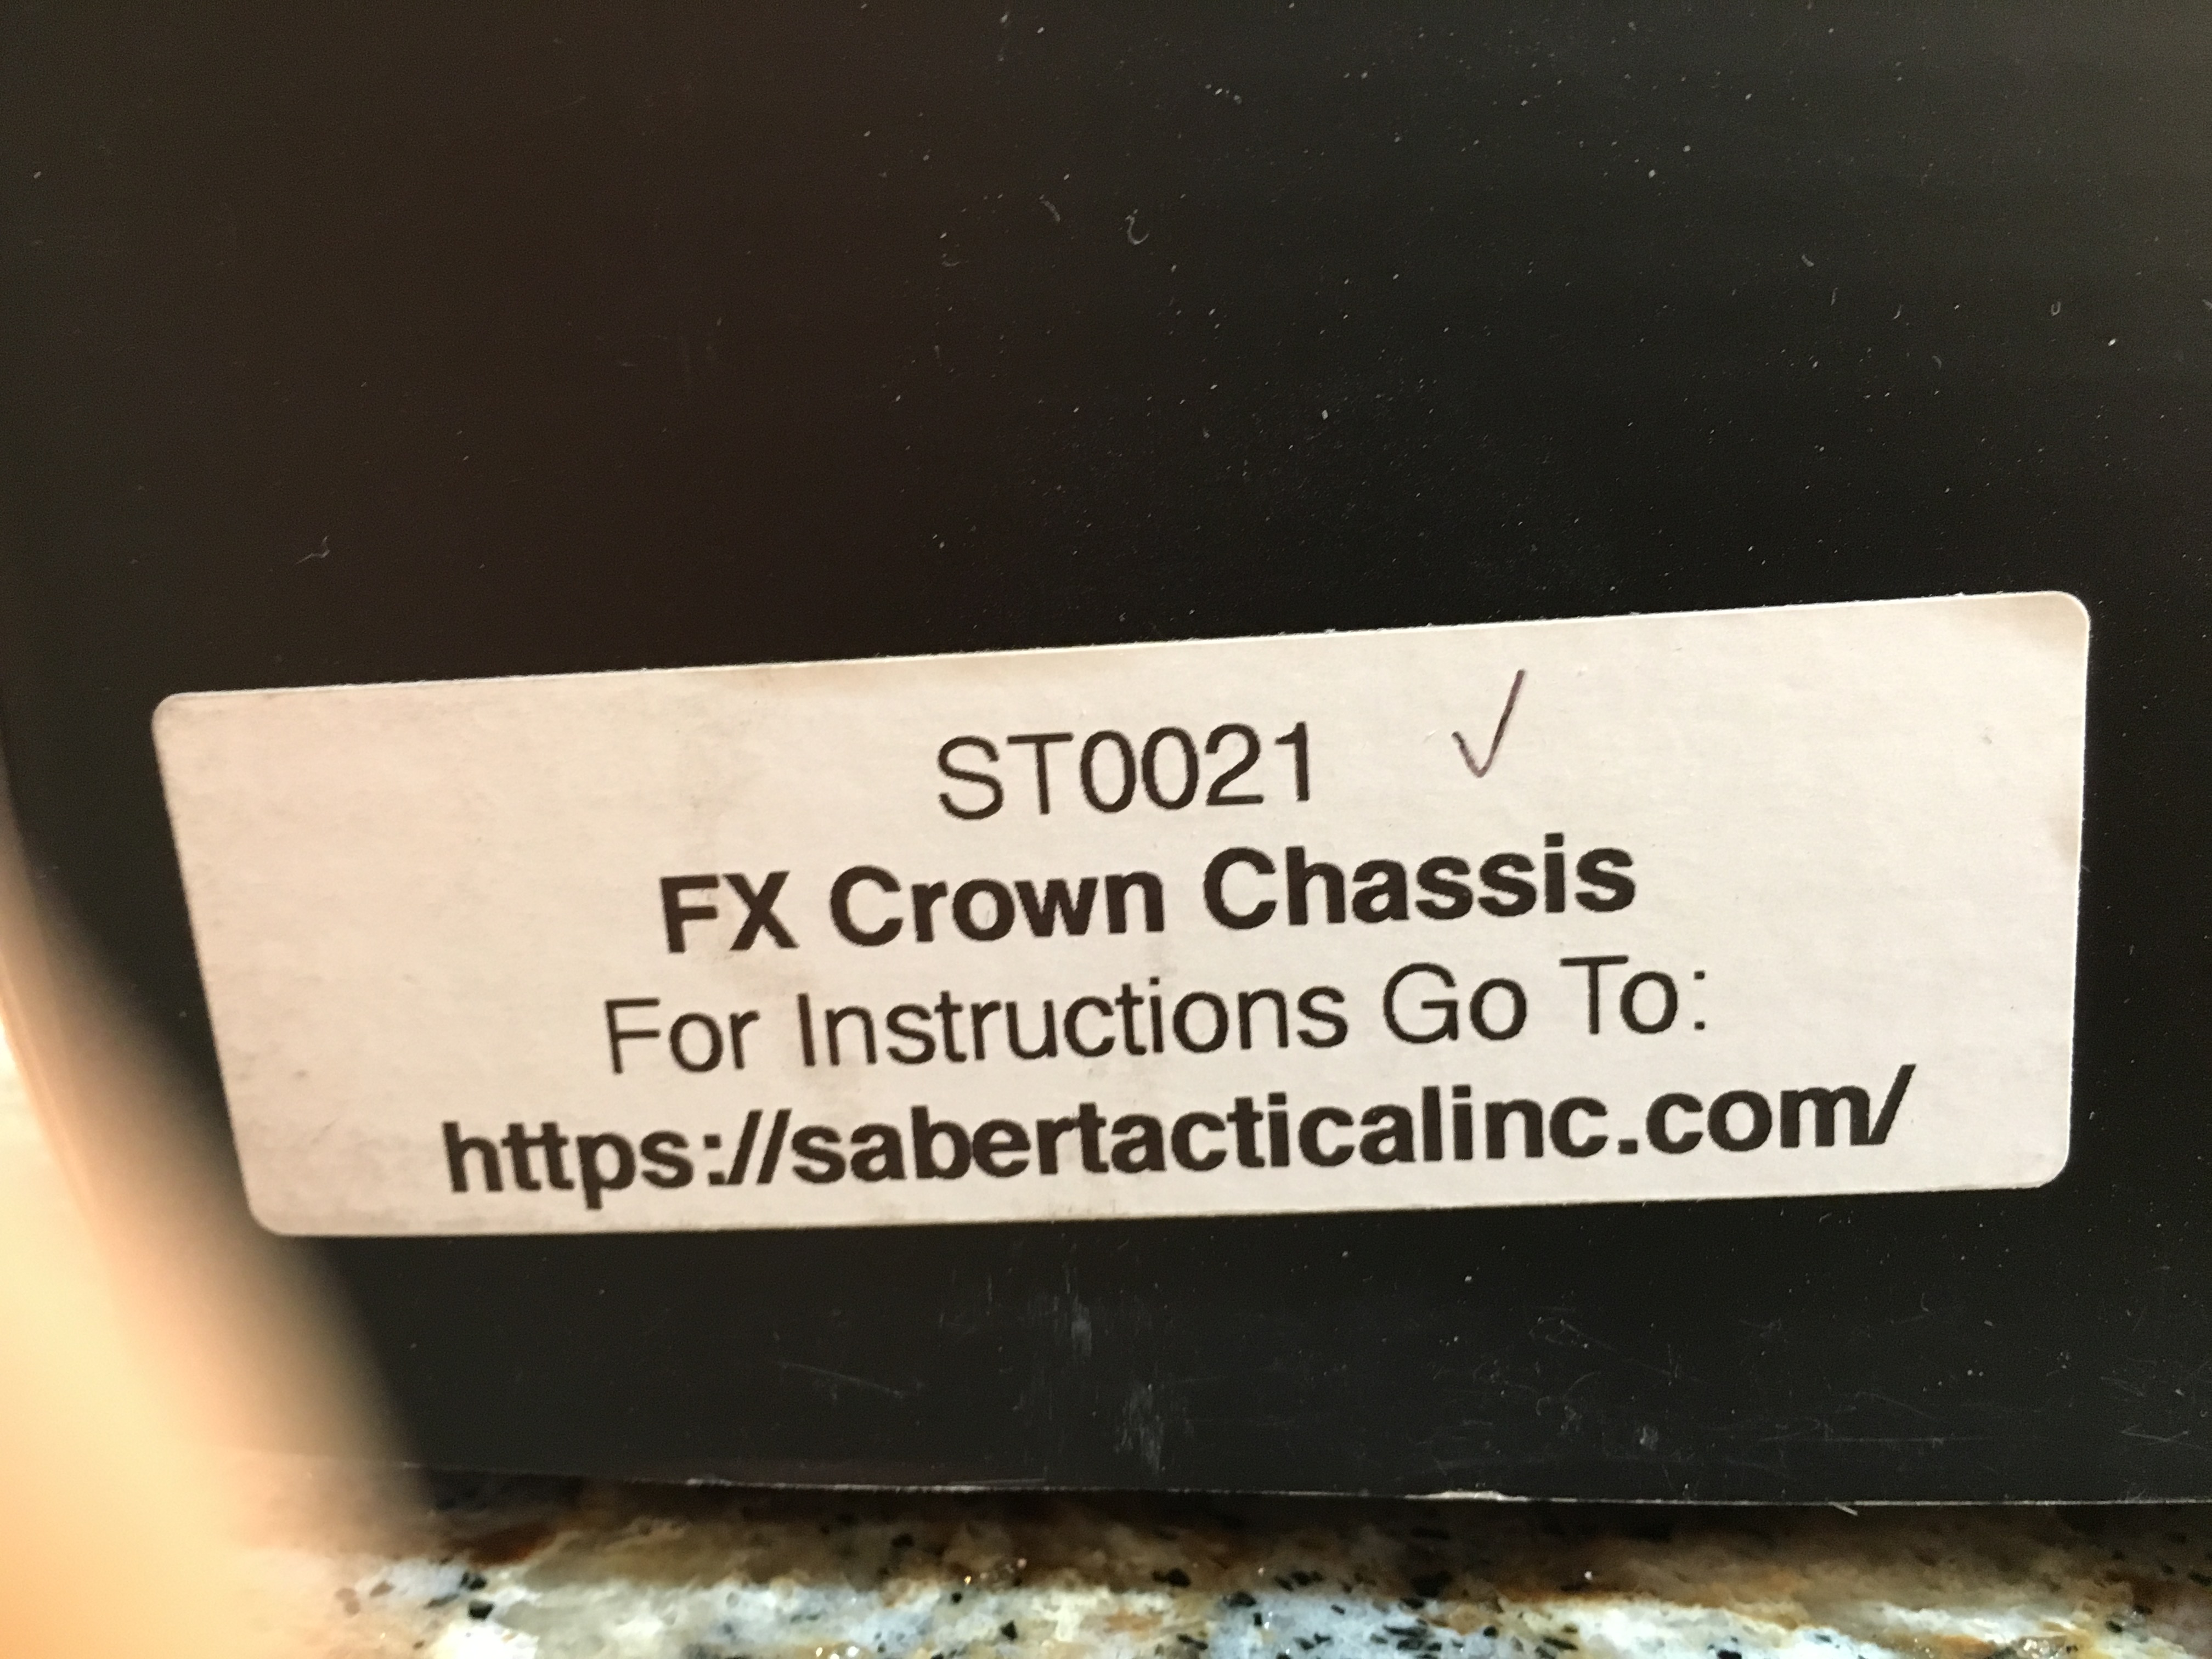 ST0021 ✓
FX Crown Chassis
For Instructions Go To:
https://sabertacticalinc.com/